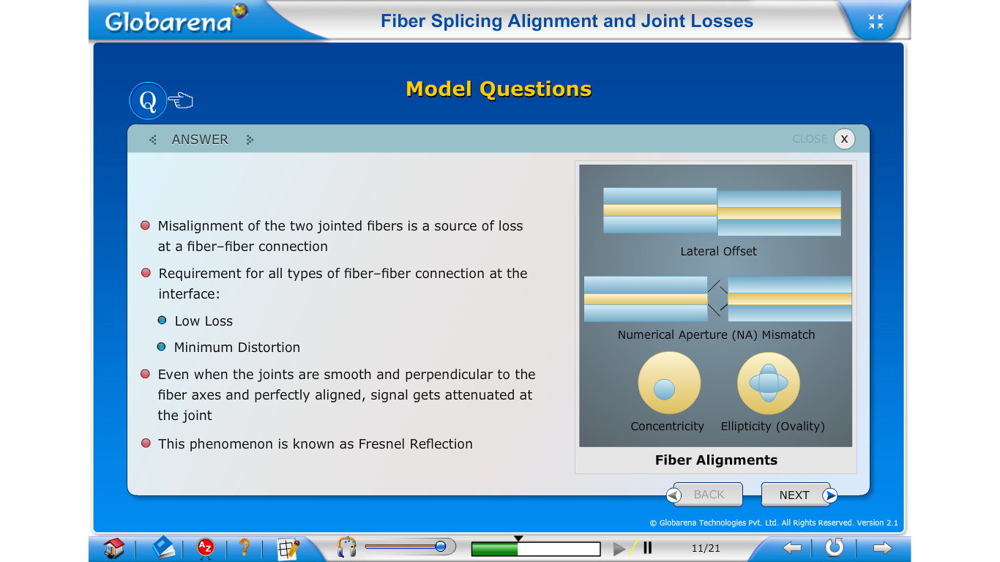 Globarena
Fiber Splicing Alignment and Joint Losses
Model Questions
Q
ANSWER
CLOSE X
Misalignment of the two jointed fibers is a source of loss
at a fiber–fiber connection
Requirement for all types of fiber–fiber connection at the
interface:
Low Loss
Minimum Distortion
Even when the joints are smooth and perpendicular to the
fiber axes and perfectly aligned, signal gets attenuated at
the joint
This phenomenon is known as Fresnel Reflection
Lateral Offset
Numerical Aperture (NA) Mismatch
Concentricity Ellipticity (Ovality)
Fiber Alignments
BACK NEXT
© Globarena Technologies Pvt. Ltd. All Rights Reserved. Version 2.1
AZ ? 11/21